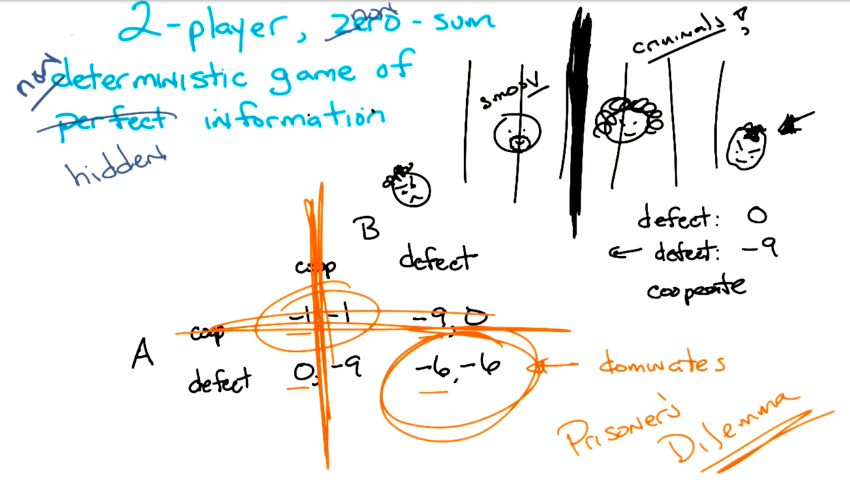 2-player, zero-sum
non
non
deterministic game of
perfect information
hidden
criminals?
smoov
B
defect: 0
← defect: -9
cooperate
coop
defect
A
coop
-1, -1
-9, 0
defect
0, -9
-6, -6
← dominates
Prisoner's
Dilemma